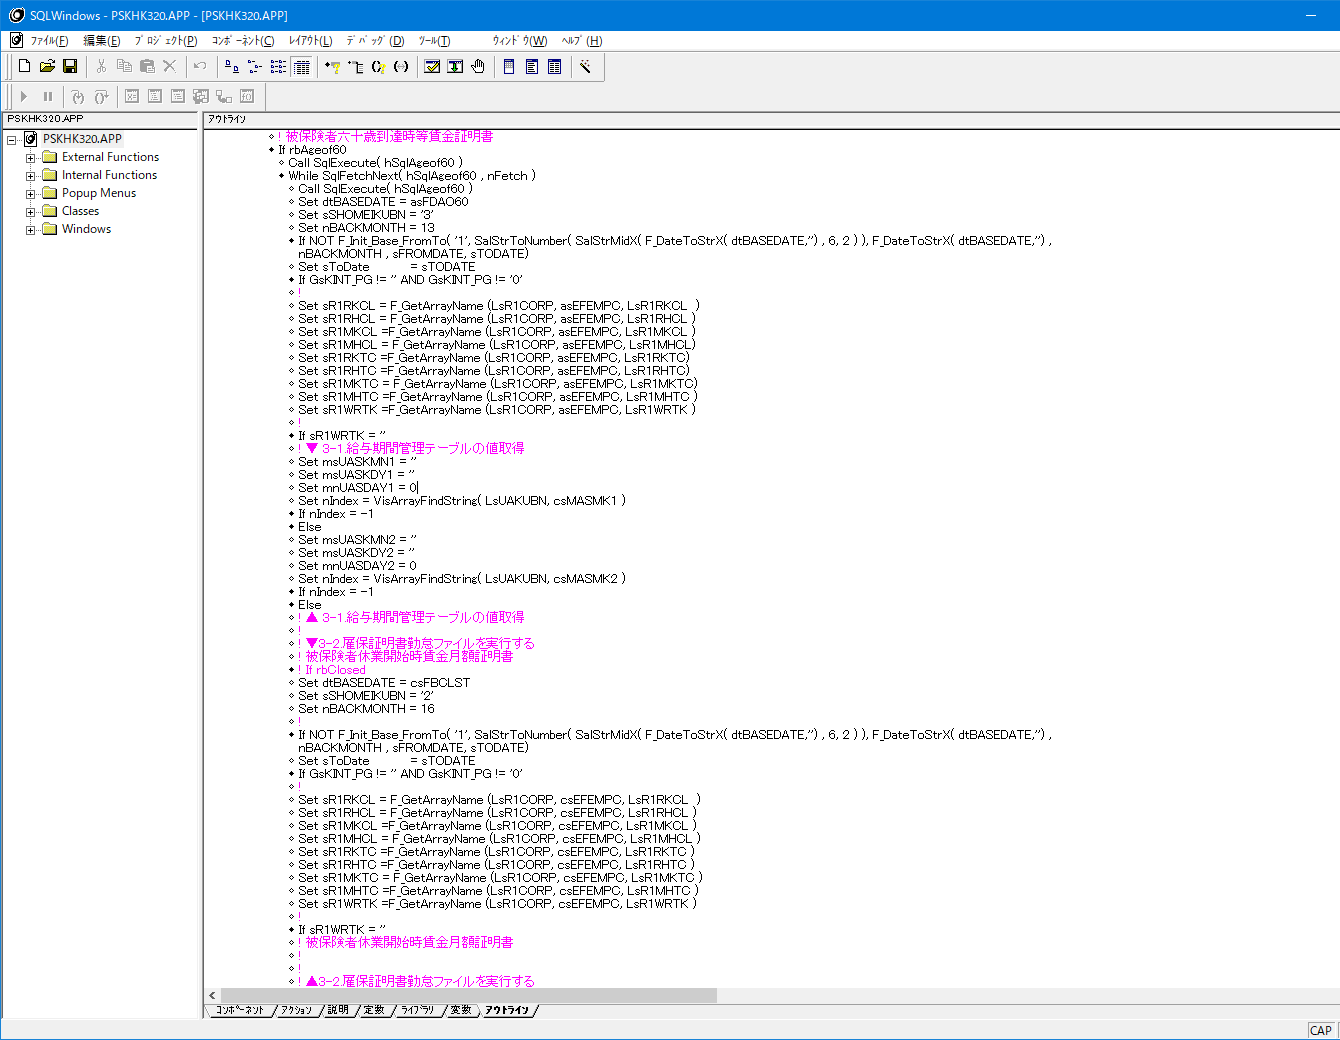 SQLWindows - PSKHK320.APP - [PSKHK320.APP]
ﾌｧｲﾙ(F) 編集(E) ﾌﾟﾛｼﾞｪｸﾄ(P) ｺﾝﾎﾟｰﾈﾝﾄ(C) ﾚｲｱｳﾄ(L) ﾃﾞﾊﾞｯｸﾞ(D) ﾂｰﾙ(T) ｳｨﾝﾄﾞｳ(W) ﾍﾙﾌﾟ(H)
PSKHK320.APP
PSKHK320.APP
External Functions
Internal Functions
Popup Menus
Classes
Windows
ｱｳﾄﾗｲﾝ
! 被保険者六十歳到達時等賃金証明書
If rbAgeof60
Call SqlExecute( hSqlAgeof60 )
While SqlFetchNext( hSqlAgeof60 , nFetch )
Call SqlExecute( hSqlAgeof60 )
Set dtBASEDATE = asFDAO60
Set sSHOMEIKUBN = '3'
Set nBACKMONTH = 13
If NOT F_Init_Base_FromTo( '1', SalStrToNumber( SalStrMidX( F_DateToStrX( dtBASEDATE,'') , 6, 2 ) ), F_DateToStrX( dtBASEDATE,'') ,
nBACKMONTH , sFROMDATE, sTODATE)
Set sToDate = sTODATE
If GsKINT_PG != '' AND GsKINT_PG != '0'
!
Set sR1RKCL = F_GetArrayName (LsR1CORP, asEFEMPC, LsR1RKCL )
Set sR1RHCL = F_GetArrayName (LsR1CORP, asEFEMPC, LsR1RHCL )
Set sR1MKCL =F_GetArrayName (LsR1CORP, asEFEMPC, LsR1MKCL )
Set sR1MHCL = F_GetArrayName (LsR1CORP, asEFEMPC, LsR1MHCL)
Set sR1RKTC =F_GetArrayName (LsR1CORP, asEFEMPC, LsR1RKTC)
Set sR1RHTC =F_GetArrayName (LsR1CORP, asEFEMPC, LsR1RHTC)
Set sR1MKTC = F_GetArrayName (LsR1CORP, asEFEMPC, LsR1MKTC)
Set sR1MHTC =F_GetArrayName (LsR1CORP, asEFEMPC, LsR1MHTC )
Set sR1WRTK =F_GetArrayName (LsR1CORP, asEFEMPC, LsR1WRTK )
!
If sR1WRTK = ''
! ▼ 3-1.給与期間管理テーブルの値取得
Set msUASKMN1 = ''
Set msUASKDY1 = ''
Set mnUASDAY1 = 0
Set nIndex = VisArrayFindString( LsUAKUBN, csMASMK1 )
If nIndex = -1
Else
Set msUASKMN2 = ''
Set msUASKDY2 = ''
Set mnUASDAY2 = 0
Set nIndex = VisArrayFindString( LsUAKUBN, csMASMK2 )
If nIndex = -1
Else
! ▲ 3-1.給与期間管理テーブルの値取得
!
! ▼3-2.雇保証明書勤怠ファイルを実行する
! 被保険者休業開始時賃金月額証明書
! If rbClosed
Set dtBASEDATE = csFBCLST
Set sSHOMEIKUBN = '2'
Set nBACKMONTH = 16
!
If NOT F_Init_Base_FromTo( '1', SalStrToNumber( SalStrMidX( F_DateToStrX( dtBASEDATE,'') , 6, 2 ) ), F_DateToStrX( dtBASEDATE,'') ,
nBACKMONTH , sFROMDATE, sTODATE)
Set sToDate = sTODATE
If GsKINT_PG != '' AND GsKINT_PG != '0'
!
Set sR1RKCL = F_GetArrayName (LsR1CORP, csEFEMPC, LsR1RKCL )
Set sR1RHCL = F_GetArrayName (LsR1CORP, csEFEMPC, LsR1RHCL )
Set sR1MKCL =F_GetArrayName (LsR1CORP, csEFEMPC, LsR1MKCL )
Set sR1MHCL = F_GetArrayName (LsR1CORP, csEFEMPC, LsR1MHCL )
Set sR1RKTC =F_GetArrayName (LsR1CORP, csEFEMPC, LsR1RKTC )
Set sR1RHTC =F_GetArrayName (LsR1CORP, csEFEMPC, LsR1RHTC )
Set sR1MKTC = F_GetArrayName (LsR1CORP, csEFEMPC, LsR1MKTC )
Set sR1MHTC =F_GetArrayName (LsR1CORP, csEFEMPC, LsR1MHTC )
Set sR1WRTK =F_GetArrayName (LsR1CORP, csEFEMPC, LsR1WRTK )
!
If sR1WRTK = ''
! 被保険者休業開始時賃金月額証明書
!
!
! ▲3-2.雇保証明書勤怠ファイルを実行する
ｺﾝﾎﾟｰﾈﾝﾄ ｱｸｼｮﾝ 説明 定数 ﾗｲﾌﾞﾗﾘ 変数 ｱｳﾄﾗｲﾝ
CAP